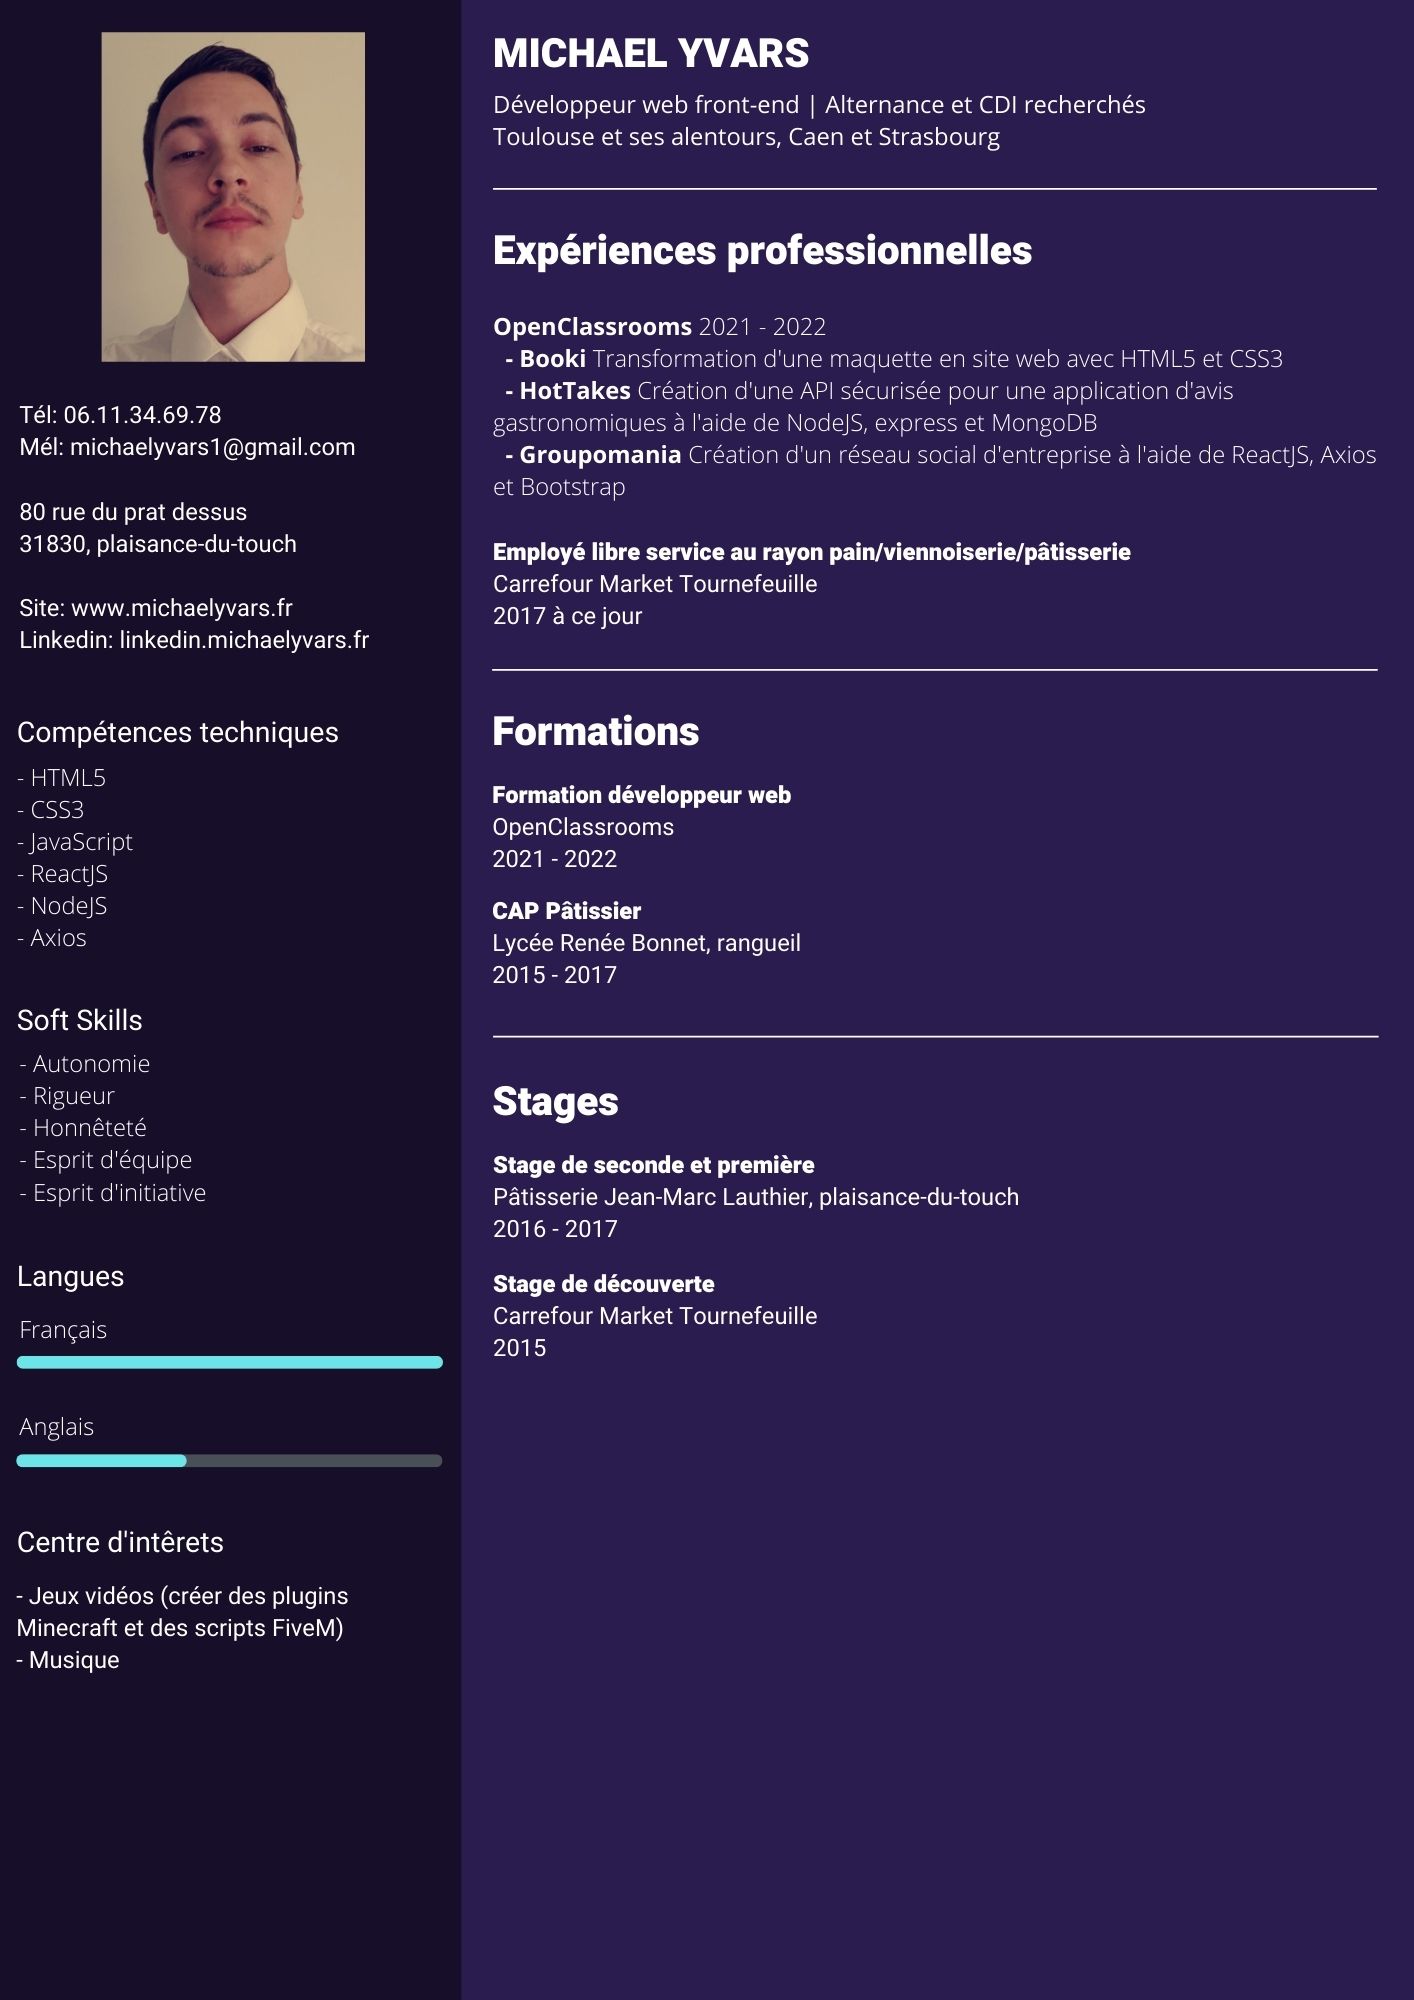 Tél: 06.11.34.69.78
Mél: michaelyvars1@gmail.com
80 rue du prat dessus
31830, plaisance-du-touch
Site: www.michaelyvars.fr
Linkedin: linkedin.michaelyvars.fr
Compétences techniques
- HTML5
- CSS3
- JavaScript
- ReactJS
- NodeJS
- Axios
Soft Skills
- Autonomie
- Rigueur
- Honnêteté
- Esprit d'équipe
- Esprit d'initiative
Langues
Français
Anglais
Centre d'intêrets
- Jeux vidéos (créer des plugins
Minecraft et des scripts FiveM)
- Musique
MICHAEL YVARS
Développeur web front-end | Alternance et CDI recherchés
Toulouse et ses alentours, Caen et Strasbourg
Expériences professionnelles
OpenClassrooms 2021 - 2022
- Booki Transformation d'une maquette en site web avec HTML5 et CSS3
- HotTakes Création d'une API sécurisée pour une application d'avis
gastronomiques à l'aide de NodeJS, express et MongoDB
- Groupomania Création d'un réseau social d'entreprise à l'aide de ReactJS, Axios
et Bootstrap
Employé libre service au rayon pain/viennoiserie/pâtisserie
Carrefour Market Tournefeuille
2017 à ce jour
Formations
Formation développeur web
OpenClassrooms
2021 - 2022
CAP Pâtissier
Lycée Renée Bonnet, rangueil
2015 - 2017
Stages
Stage de seconde et première
Pâtisserie Jean-Marc Lauthier, plaisance-du-touch
2016 - 2017
Stage de découverte
Carrefour Market Tournefeuille
2015